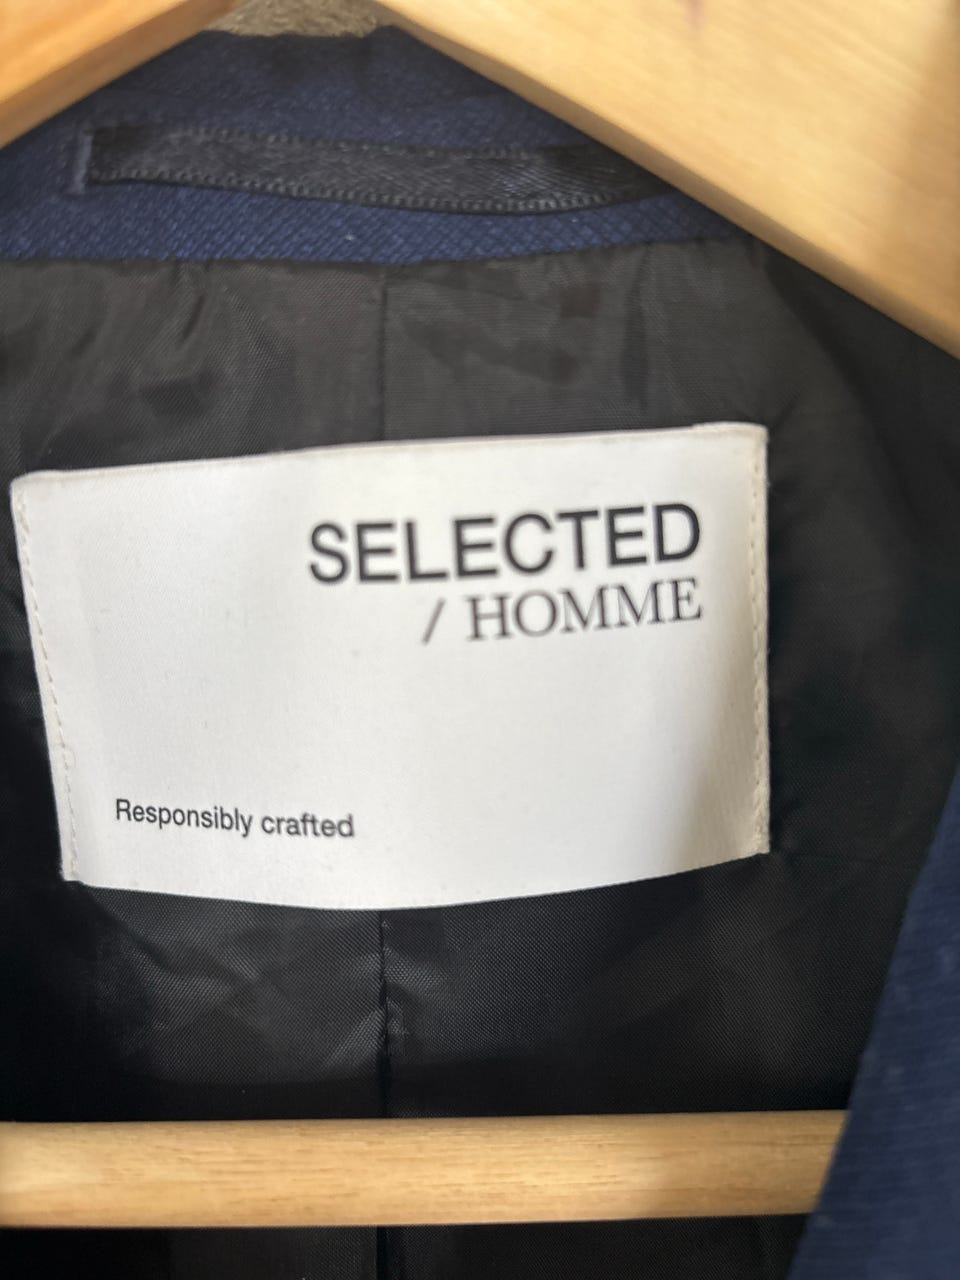 SELECTED
/ HOMME
Responsibly crafted